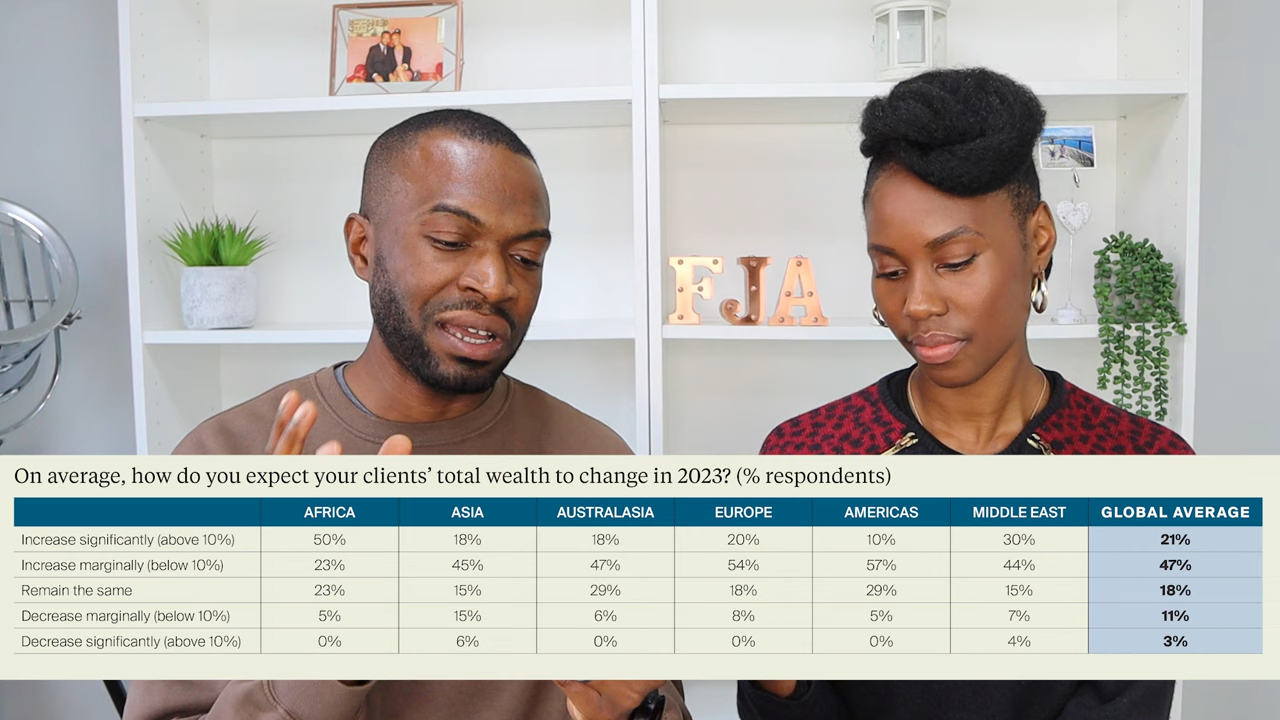 FJA
On average, how do you expect your clients’ total wealth to change in 2023? (% respondents)
AFRICA ASIA AUSTRALASIA EUROPE AMERICAS MIDDLE EAST GLOBAL AVERAGE
Increase significantly (above 10%) 50% 18% 18% 20% 10% 30% 21%
Increase marginally (below 10%) 23% 45% 47% 54% 57% 44% 47%
Remain the same 23% 15% 29% 18% 29% 15% 18%
Decrease marginally (below 10%) 5% 15% 6% 8% 5% 7% 11%
Decrease significantly (above 10%) 0% 6% 0% 0% 0% 4% 3%